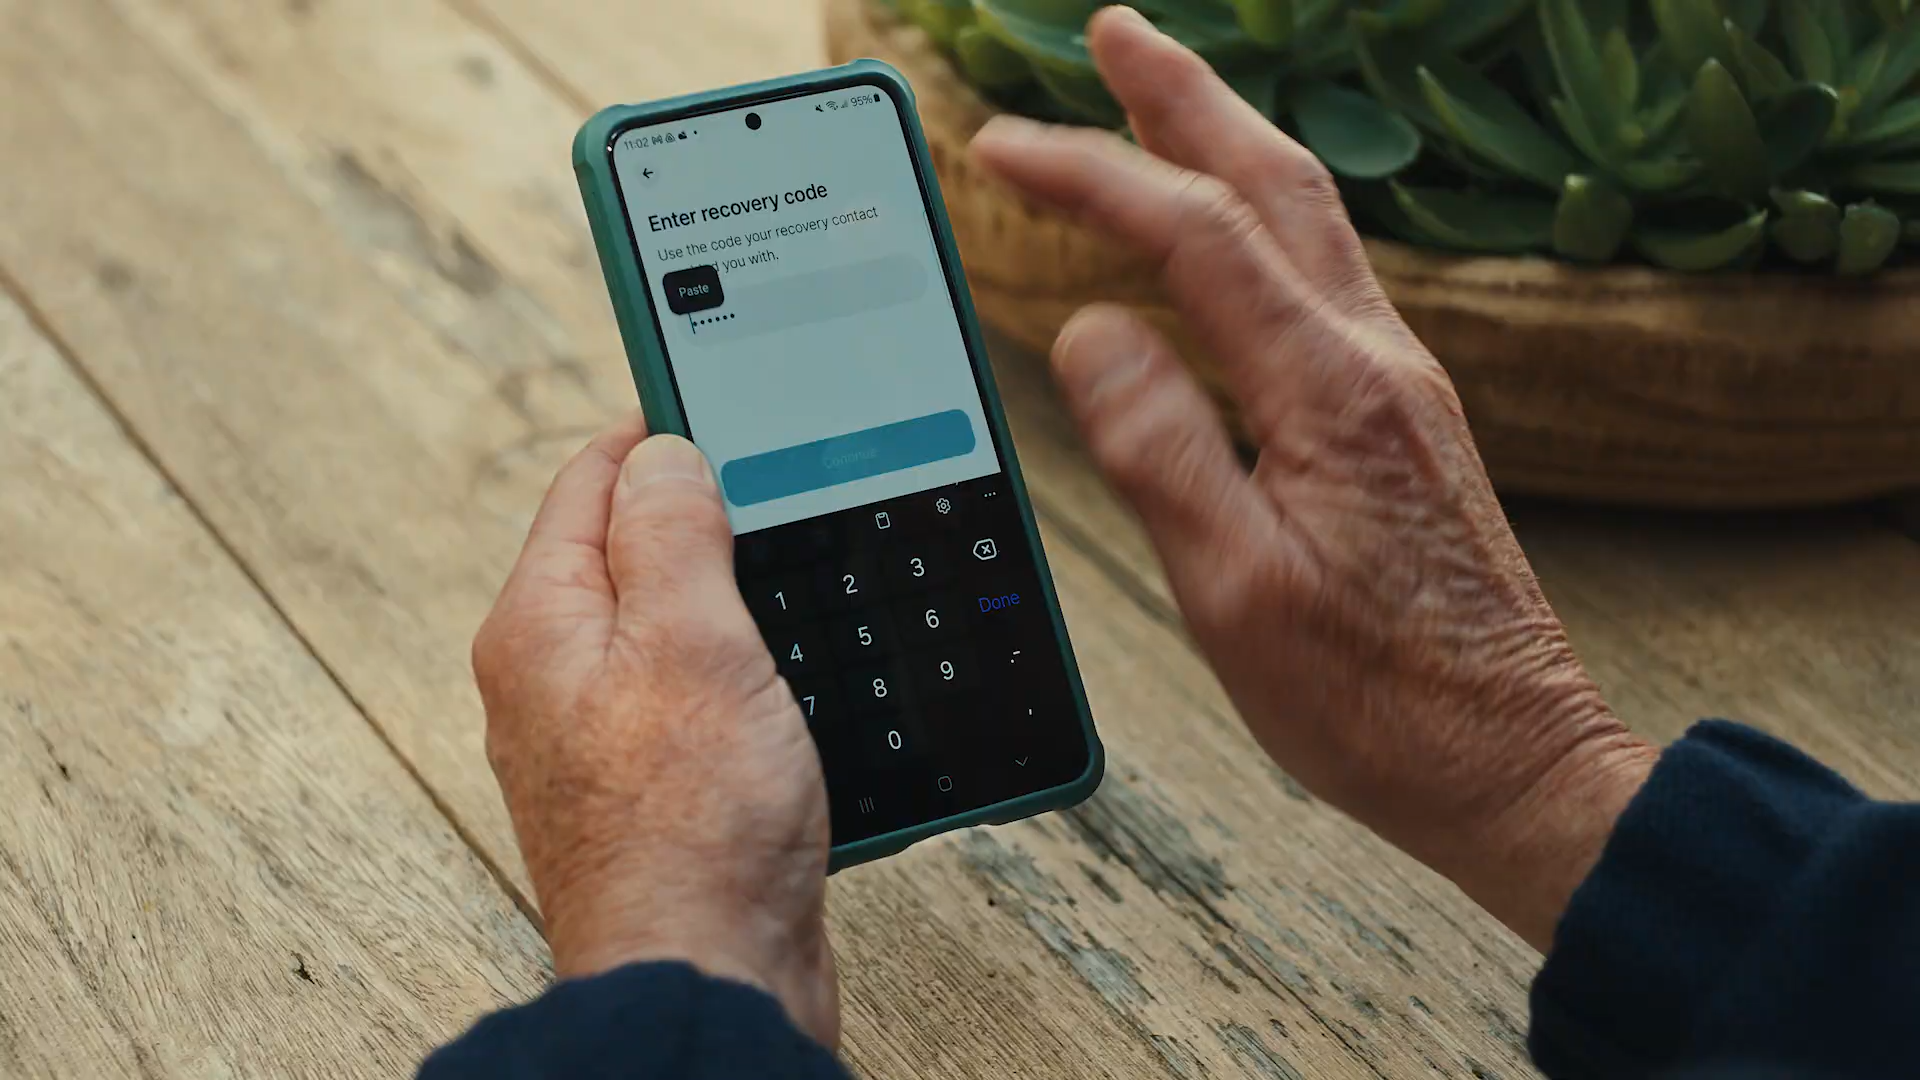 11:02
95%
Enter recovery code
Use the code your recovery contact
you with.
Paste
Continue
1 2 3
4 5 6 Done
7 8 9 .-
0 ,